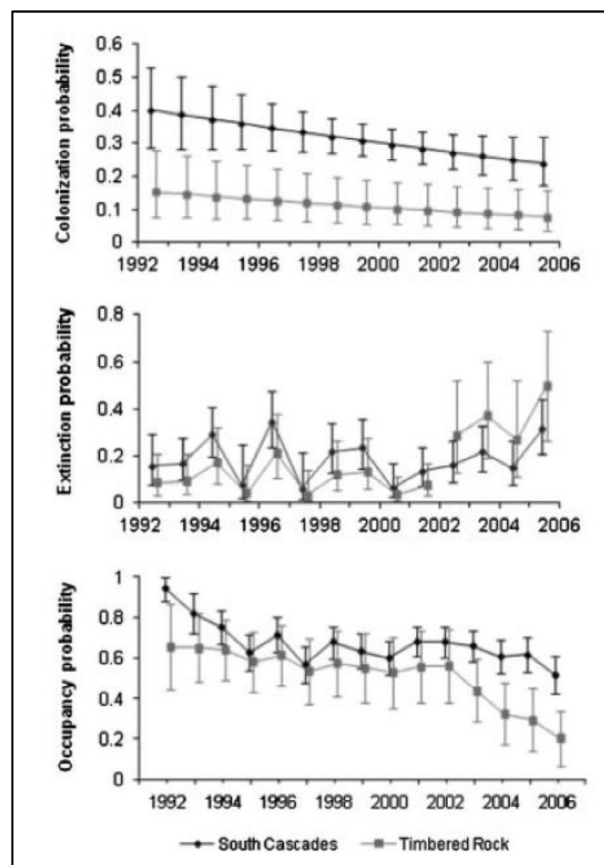 Colonization probability
0.6
0.5
0.4
0.3
0.2
0.1
0
1992 1994 1996 1998 2000 2002 2004 2006
Extinction probability
0.8
0.6
0.4
0.2
0
1992 1994 1996 1998 2000 2002 2004 2006
Occupancy probability
1
0.8
0.6
0.4
0.2
0
1992 1994 1996 1998 2000 2002 2004 2006
South Cascades Timbered Rock